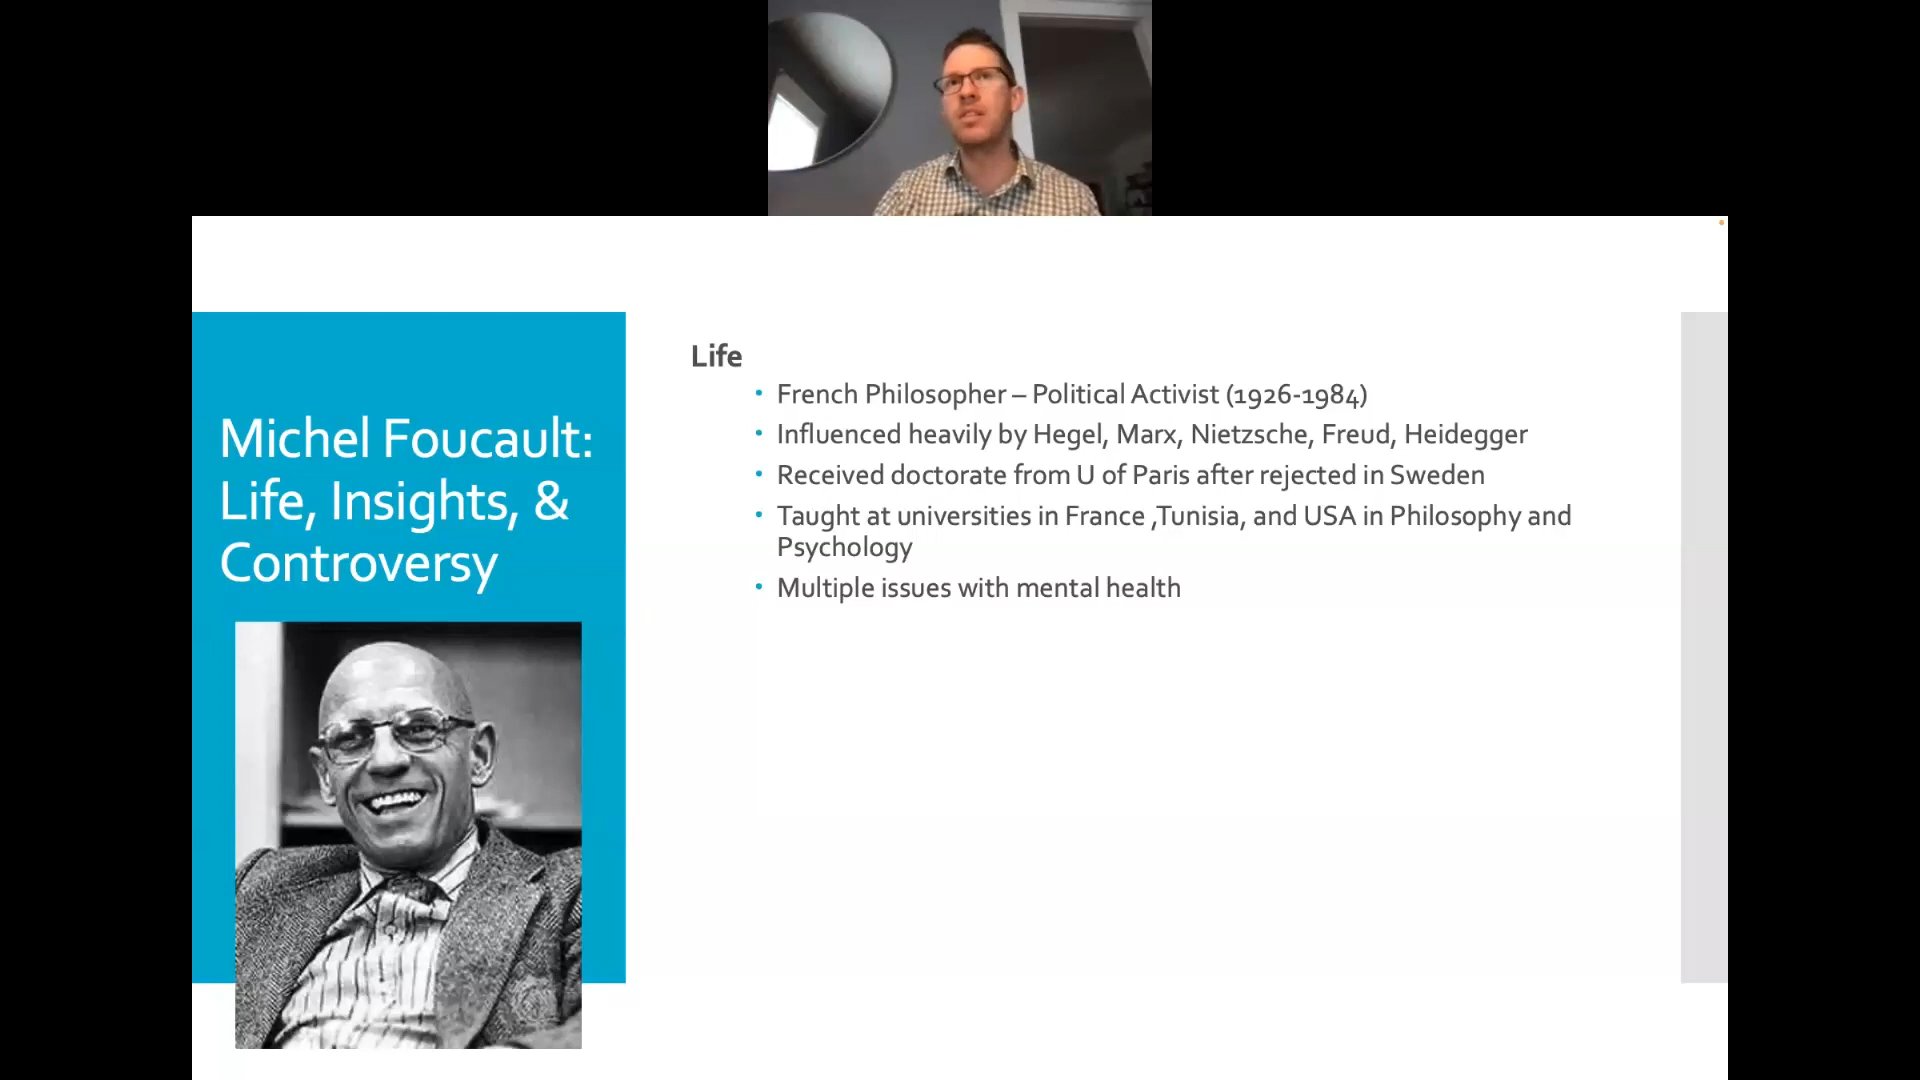 Michel Foucault:
Life, Insights, &
Controversy
Life
• French Philosopher – Political Activist (1926-1984)
• Influenced heavily by Hegel, Marx, Nietzsche, Freud, Heidegger
• Received doctorate from U of Paris after rejected in Sweden
• Taught at universities in France ,Tunisia, and USA in Philosophy and
Psychology
• Multiple issues with mental health